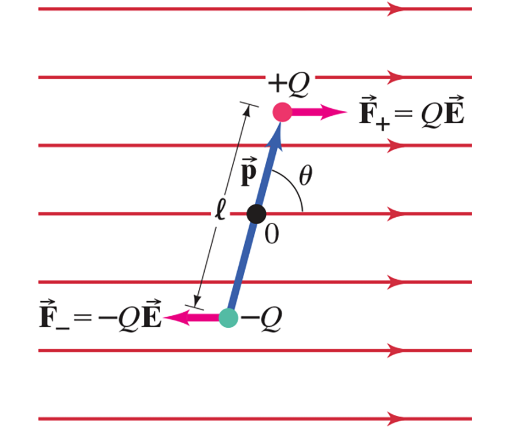 +Q
F⃗₊ = QE⃗
p⃗
θ
ℓ
0
F⃗₋ = −QE⃗
−Q